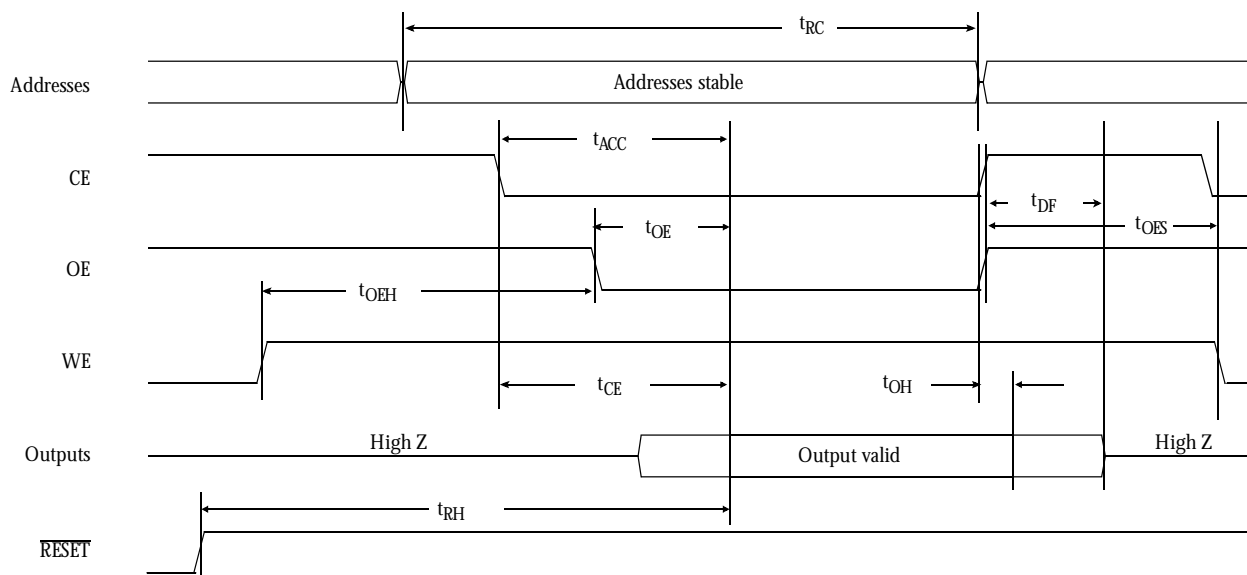 tRC
Addresses
Addresses stable
tACC
CE
tDF
tOE
tOES
OE
tOEH
WE
tCE
tOH
High Z
Outputs
Output valid
High Z
tRH
RESET